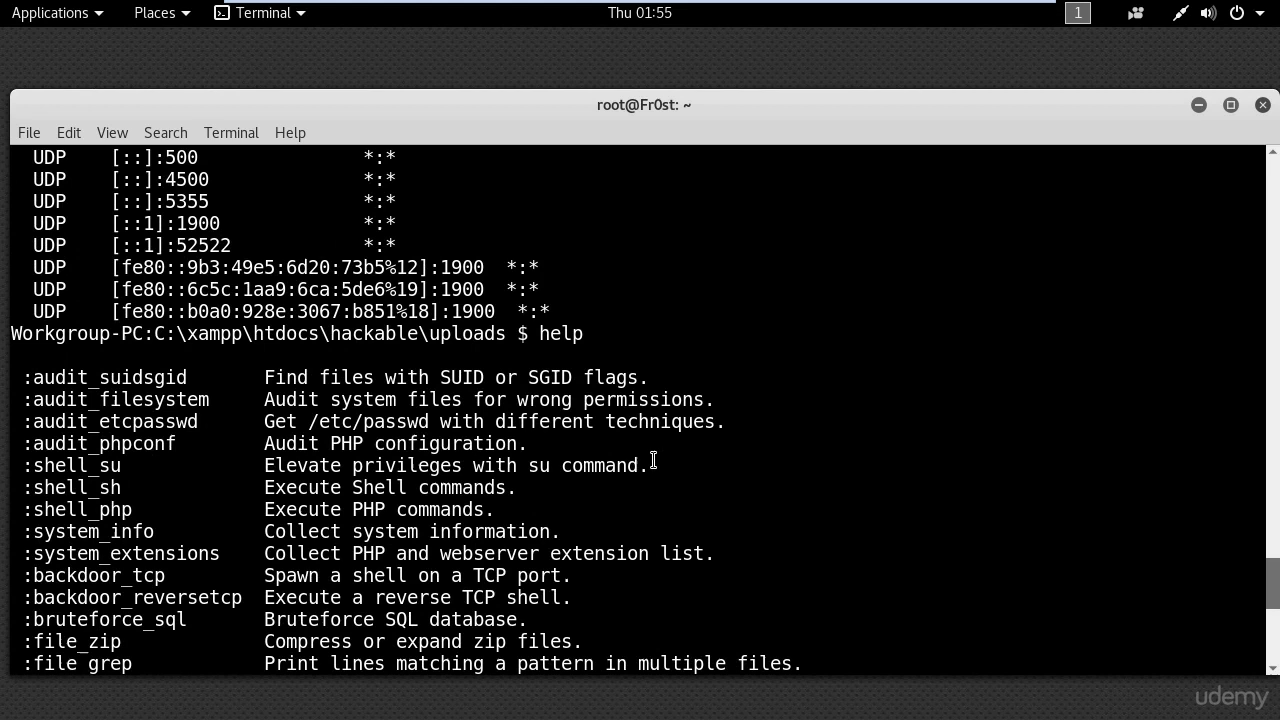 Applications Places Terminal Thu 01:55 1
root@Fr0st: ~
File Edit View Search Terminal Help
UDP [::]:500 *:*
UDP [::]:4500 *:*
UDP [::]:5355 *:*
UDP [::1]:1900 *:*
UDP [::1]:52522 *:*
UDP [fe80::9b3:49e5:6d20:73b5%12]:1900 *:*
UDP [fe80::6c5c:1aa9:6ca:5de6%19]:1900 *:*
UDP [fe80::b0a0:928e:3067:b851%18]:1900 *:*
Workgroup-PC:C:\xampp\htdocs\hackable\uploads $ help
:audit_suidsgid Find files with SUID or SGID flags.
:audit_filesystem Audit system files for wrong permissions.
:audit_etcpasswd Get /etc/passwd with different techniques.
:audit_phpconf Audit PHP configuration.
:shell_su Elevate privileges with su command.
:shell_sh Execute Shell commands.
:shell_php Execute PHP commands.
:system_info Collect system information.
:system_extensions Collect PHP and webserver extension list.
:backdoor_tcp Spawn a shell on a TCP port.
:backdoor_reversetcp Execute a reverse TCP shell.
:bruteforce_sql Bruteforce SQL database.
:file_zip Compress or expand zip files.
:file_grep Print lines matching a pattern in multiple files.
udemy